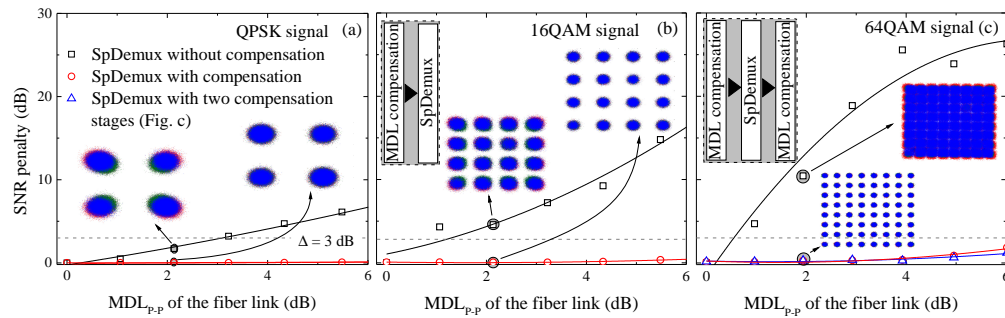 QPSK signal (a)
SpDemux without compensation
SpDemux with compensation
SpDemux with two compensation
stages (Fig. c)
Δ = 3 dB
SNR penalty (dB)
30
20
10
0
0 2 4 6
MDL_P-P of the fiber link (dB)
16QAM signal (b)
MDL compensation
SpDemux
0 2 4 6
MDL_P-P of the fiber link (dB)
64QAM signal (c)
MDL compensation
SpDemux
MDL compensation
0 2 4 6
MDL_P-P of the fiber link (dB)